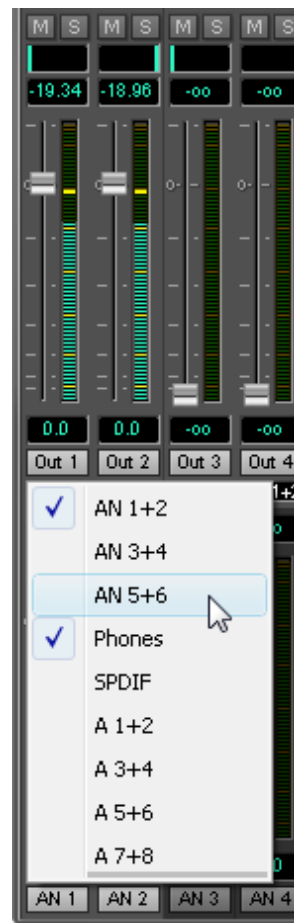 M S M S M S M S
-19.34 -18.96 -oo -oo
0.0 0.0 -oo -oo
Out 1 Out 2 Out 3 Out 4
AN 1+2
AN 3+4
AN 5+6
Phones
SPDIF
A 1+2
A 3+4
A 5+6
A 7+8
AN 1 AN 2 AN 3 AN 4